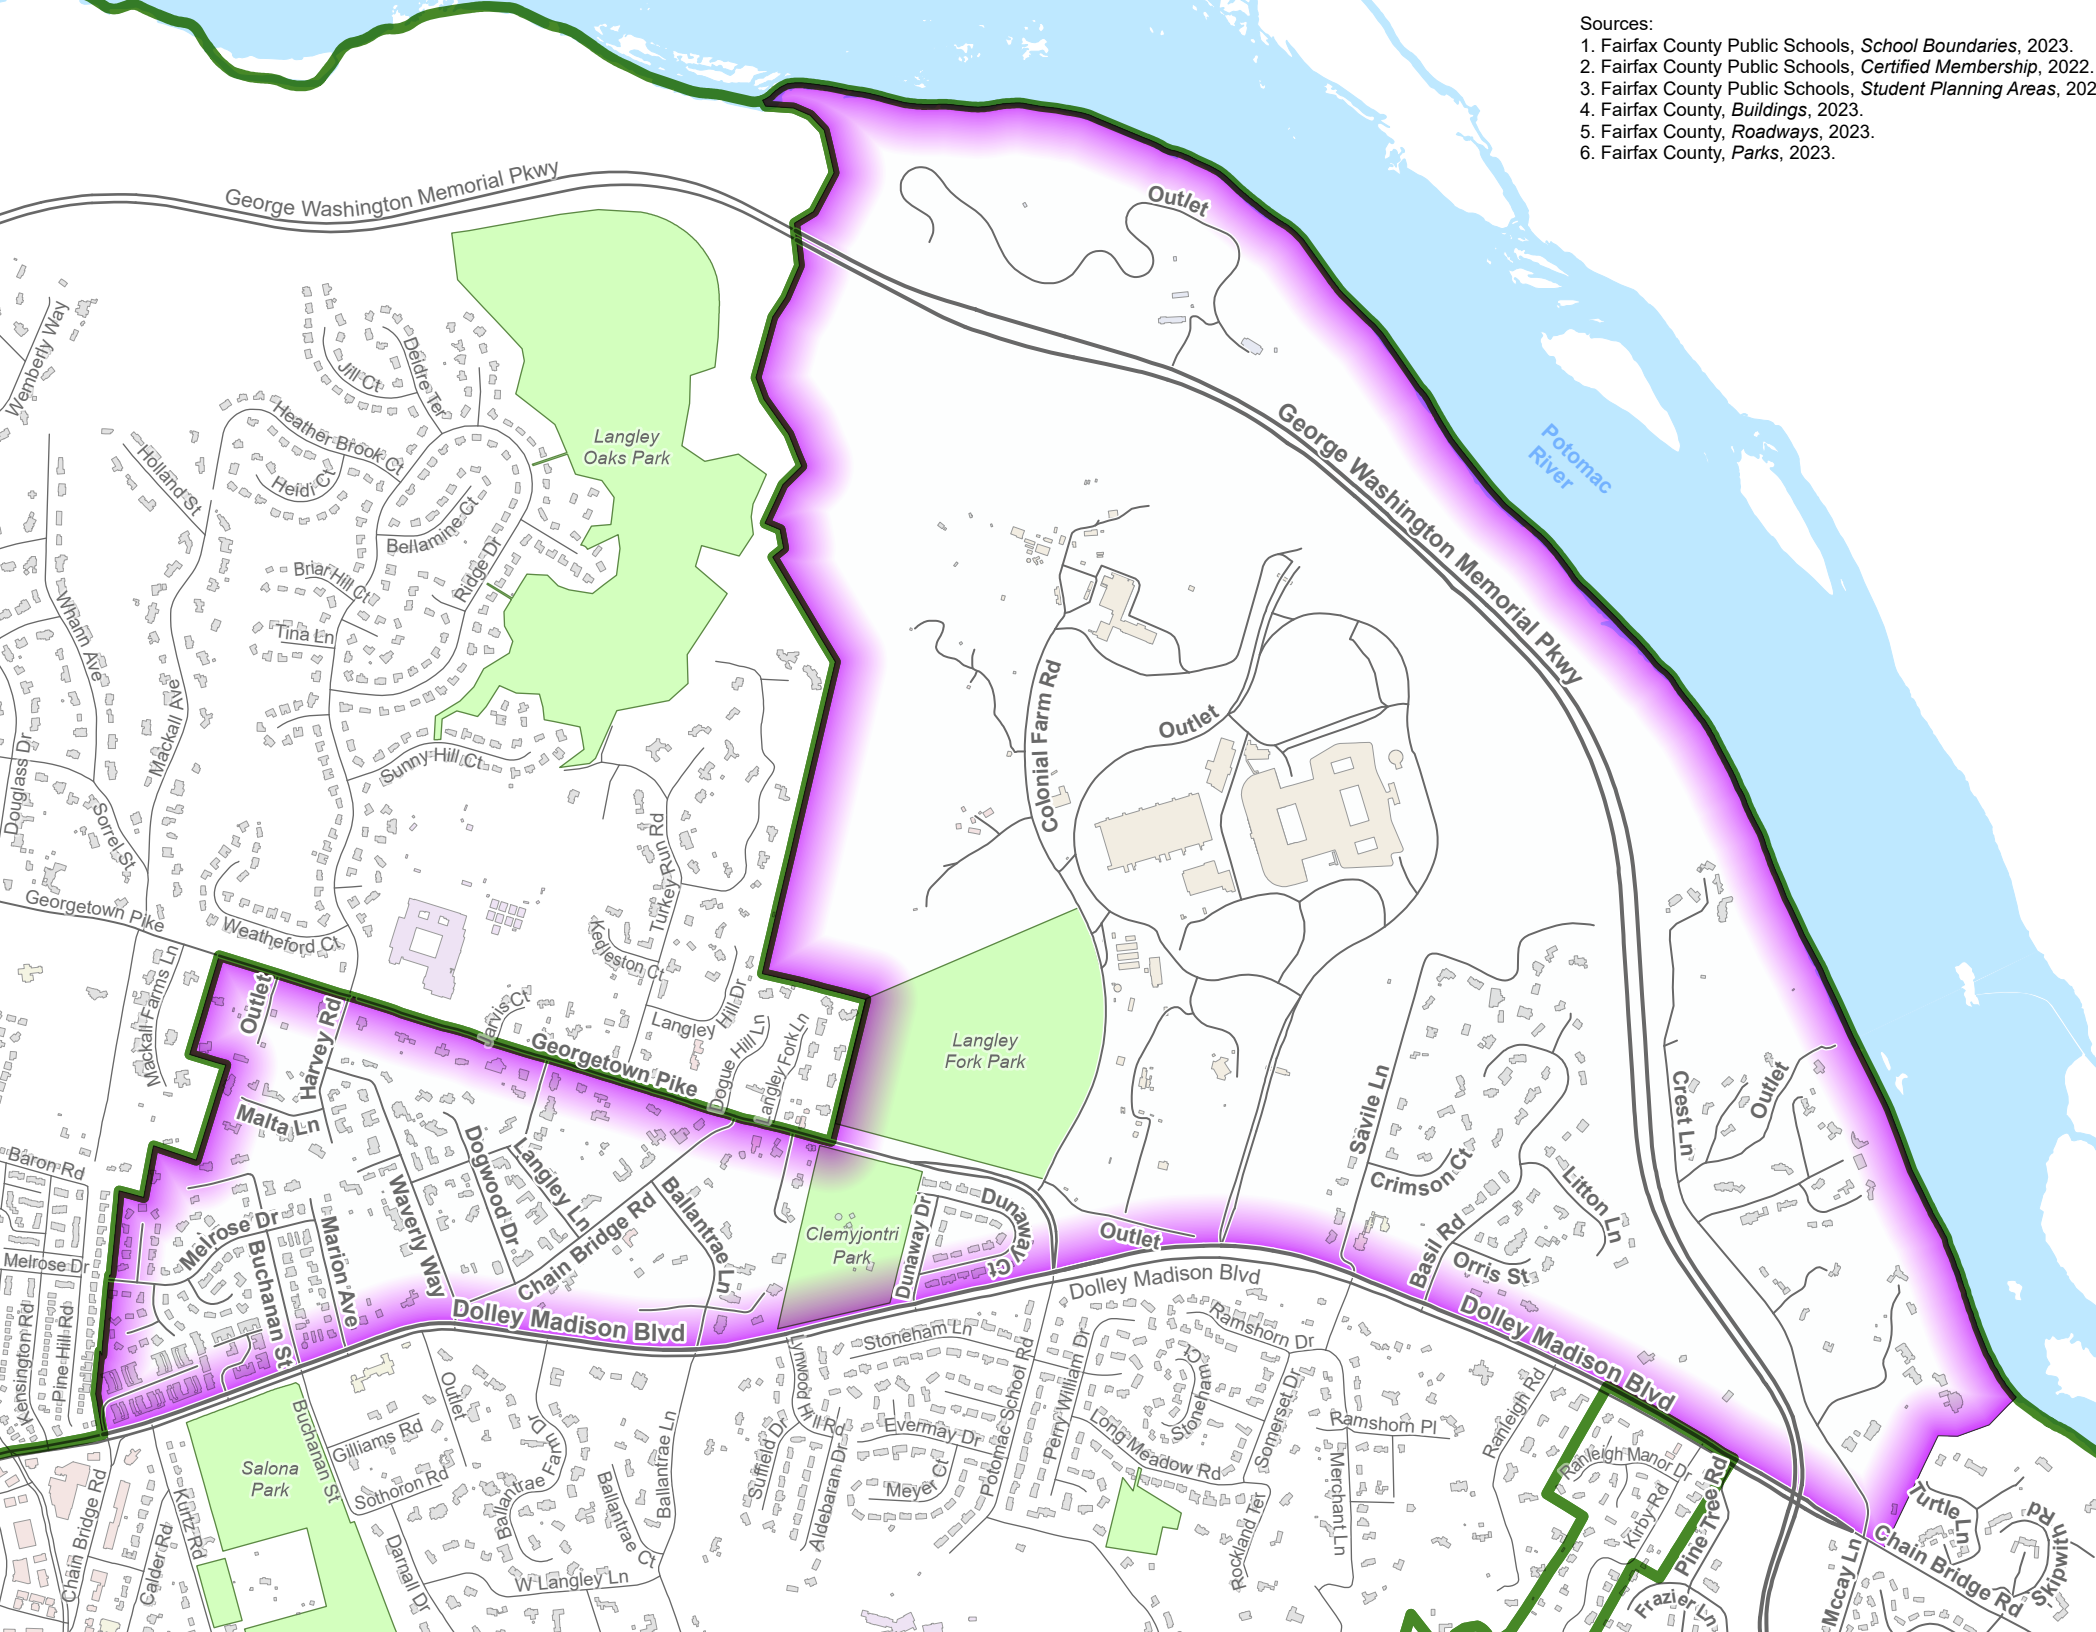 Sources:
1. Fairfax County Public Schools, School Boundaries, 2023.
2. Fairfax County Public Schools, Certified Membership, 2022.
3. Fairfax County Public Schools, Student Planning Areas, 202
4. Fairfax County, Buildings, 2023.
5. Fairfax County, Roadways, 2023.
6. Fairfax County, Parks, 2023.
George Washington Memorial Pkwy
Outlet
Wemberly Way
Deidre Ter
Jill Ct
Heather Brook Ct
Heidi Ct
Holland St
Langley
Oaks Park
George Washington Memorial Pkwy
Potomac
River
Bellamine Ct
Ridge Dr
Briar Hill Ct
Tina Ln
Whann Ave
Mackall Ave
Sunny Hill Ct
Douglass Dr
Sorrel St
Colonial Farm Rd
Outlet
Turkey Run Rd
Georgetown Pike
Weatheford Ct
Kedleston Ct
Mackall Farms Ln
Outlet
Harvey Rd
Jarvis Ct
Langley
Hill Dr
Georgetown Pike
Dogue Hill Ln
Langley Fork Ln
Langley
Fork Park
Malta Ln
Savile Ln
Crest Ln
Outlet
Baron Rd
Dogwood Dr
Langley Ln
Waverly Way
Crimson Ct
Litton Ln
Melrose Dr
Melrose Dr
Buchanan St
Marion Ave
Chain Bridge Rd
Ballantrae Ln
Clemyjontri
Park
Dunaway Dr
Dunaway Ct
Outlet
Basil Rd
Orris St
Dolley Madison Blvd
Dolley Madison Blvd
Dolley Madison Blvd
Kensington Rd
Pine Hill Rd
Stoneham Ln
Ramshorn Dr
Lynwood Hill Rd
Potomac School Rd
Perry William Dr
Stoneham Ct
Somerset Dr
Ranleigh Rd
Outlet
Buchanan St
Gilliams Rd
Ballantrae Farm Dr
Ballantrae Ln
Suffield Dr
Evermay Dr
Long Meadow Rd
Ramshorn Pl
Merchant Ln
Ranleigh Manor Dr
Kirby Rd
Pine Tree Rd
Salona
Park
Sothoron Rd
Ballantrae Ct
Aldebaran Dr
Meyer Ct
Rockland Ter
Turtle Ln
Skipwith Rd
Chain Bridge Rd
Chain Bridge Rd
Calder Rd
Kurtz Rd
Darnall Dr
W Langley Ln
Frazier Ln
Mccay Ln